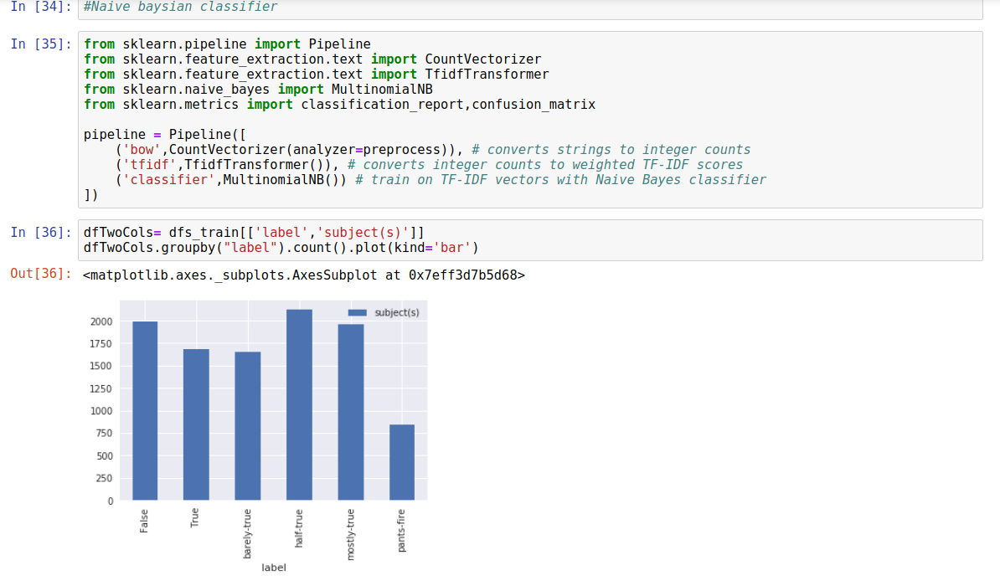 In [34]: #Naive baysian classifier
In [35]: from sklearn.pipeline import Pipeline
from sklearn.feature_extraction.text import CountVectorizer
from sklearn.feature_extraction.text import TfidfTransformer
from sklearn.naive_bayes import MultinomialNB
from sklearn.metrics import classification_report,confusion_matrix
pipeline = Pipeline([
('bow',CountVectorizer(analyzer=preprocess)), # converts strings to integer counts
('tfidf',TfidfTransformer()), # converts integer counts to weighted TF-IDF scores
('classifier',MultinomialNB()) # train on TF-IDF vectors with Naive Bayes classifier
])
In [36]: dfTwoCols= dfs_train[['label','subject(s)']]
dfTwoCols.groupby("label").count().plot(kind='bar')
Out[36]: <matplotlib.axes._subplots.AxesSubplot at 0x7eff3d7b5d68>
subject(s)
2000
1750
1500
1250
1000
750
500
250
0
False
True
barely-true
half-true
mostly-true
pants-fire
label